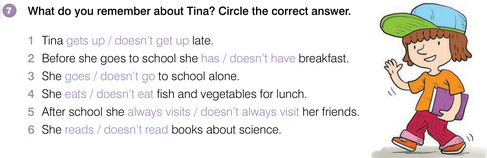 7 What do you remember about Tina? Circle the correct answer.
1 Tina gets up / doesn't get up late.
2 Before she goes to school she has / doesn't have breakfast.
3 She goes / doesn't go to school alone.
4 She eats / doesn't eat fish and vegetables for lunch.
5 After school she always visits / doesn't always visit her friends.
6 She reads / doesn't read books about science.